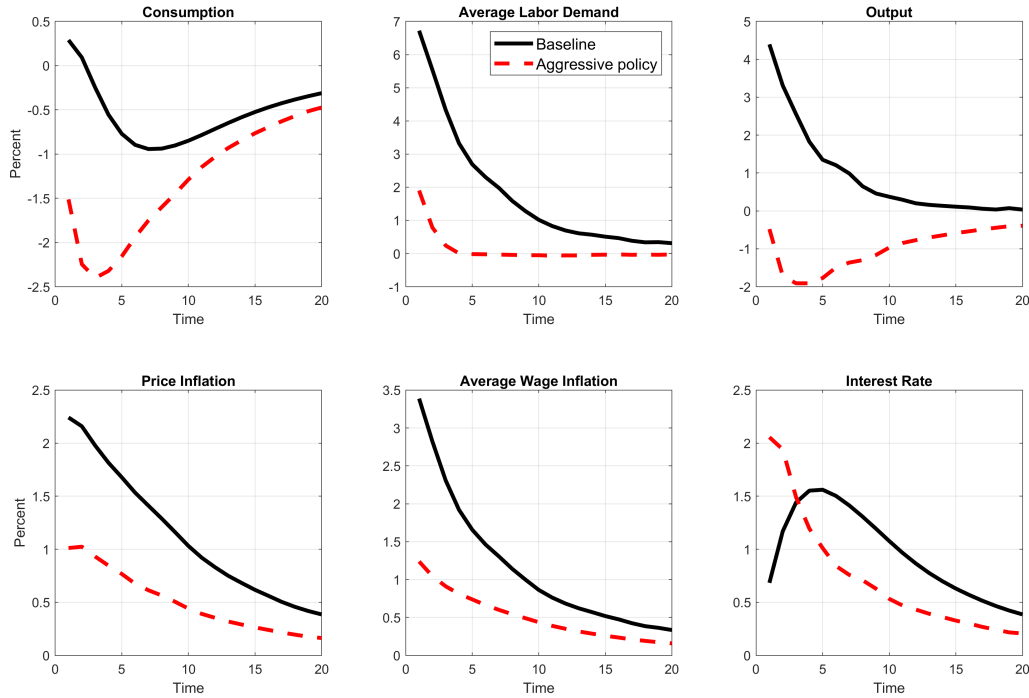 Consumption
Percent
0.5
0
-0.5
-1
-1.5
-2
-2.5
0 5 10 15 20
Time
Average Labor Demand
Baseline
Aggressive policy
7
6
5
4
3
2
1
0
-1
0 5 10 15 20
Time
Output
5
4
3
2
1
0
-1
-2
0 5 10 15 20
Time
Price Inflation
Percent
2.5
2
1.5
1
0.5
0
0 5 10 15 20
Time
Average Wage Inflation
3.5
3
2.5
2
1.5
1
0.5
0
0 5 10 15 20
Time
Interest Rate
2.5
2
1.5
1
0.5
0
0 5 10 15 20
Time